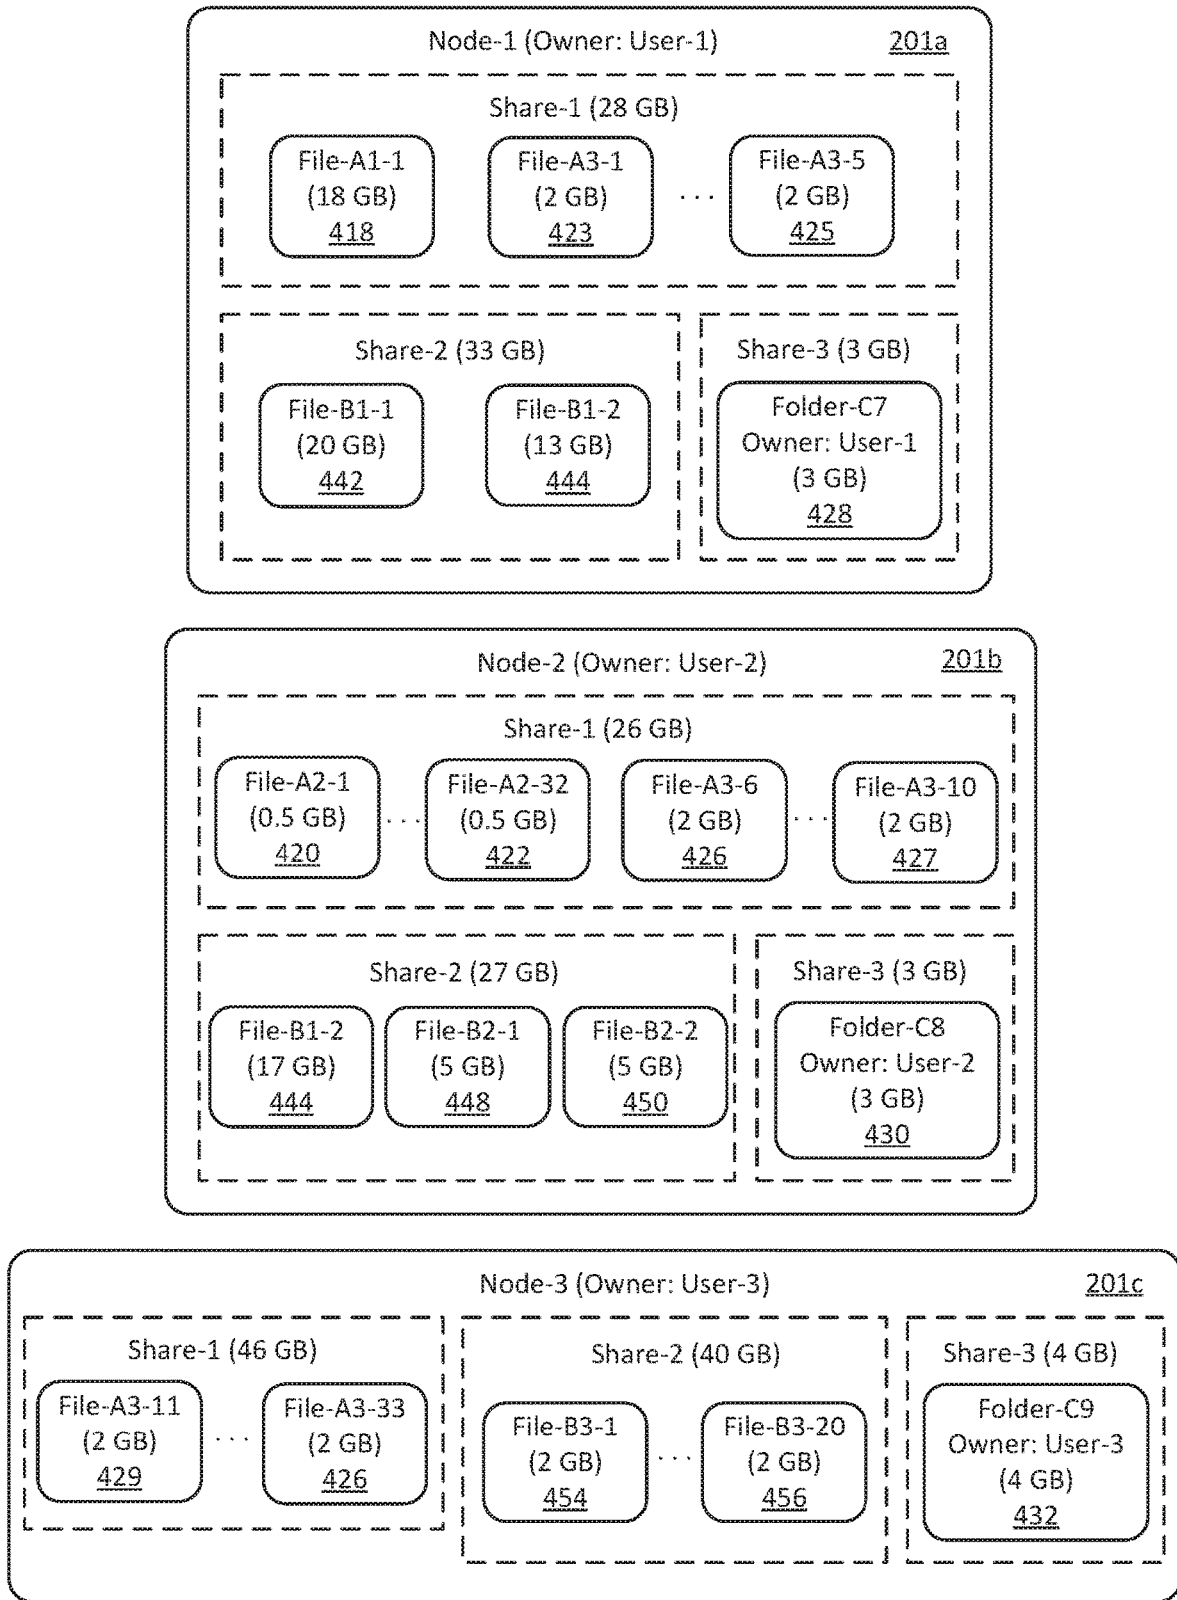 Node-1 (Owner: User-1) 201a
Share-1 (28 GB)
File-A1-1
(18 GB)
418
File-A3-1
(2 GB)
423
. . .
File-A3-5
(2 GB)
425
Share-2 (33 GB)
File-B1-1
(20 GB)
442
File-B1-2
(13 GB)
444
Share-3 (3 GB)
Folder-C7
Owner: User-1
(3 GB)
428
Node-2 (Owner: User-2) 201b
Share-1 (26 GB)
File-A2-1
(0.5 GB)
420
. . .
File-A2-32
(0.5 GB)
422
File-A3-6
(2 GB)
426
. . .
File-A3-10
(2 GB)
427
Share-2 (27 GB)
File-B1-2
(17 GB)
444
File-B2-1
(5 GB)
448
File-B2-2
(5 GB)
450
Share-3 (3 GB)
Folder-C8
Owner: User-2
(3 GB)
430
Node-3 (Owner: User-3) 201c
Share-1 (46 GB)
File-A3-11
(2 GB)
429
. . .
File-A3-33
(2 GB)
426
Share-2 (40 GB)
File-B3-1
(2 GB)
454
. . .
File-B3-20
(2 GB)
456
Share-3 (4 GB)
Folder-C9
Owner: User-3
(4 GB)
432